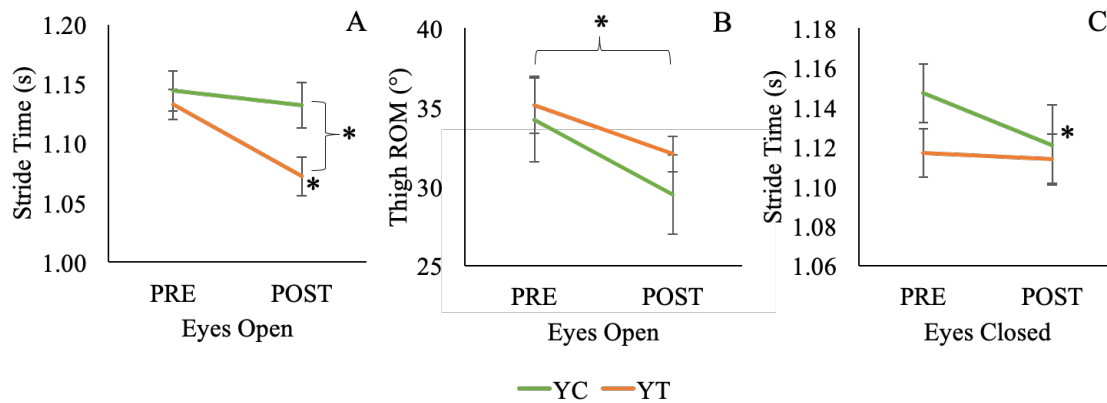 A
Stride Time (s)
1.20
1.15
1.10
1.05
1.00
*
*
PRE POST
Eyes Open
B
Thigh ROM (°)
40
35
30
25
*
PRE POST
Eyes Open
C
Stride Time (s)
1.18
1.16
1.14
1.12
1.10
1.08
1.06
*
PRE POST
Eyes Closed
YC YT